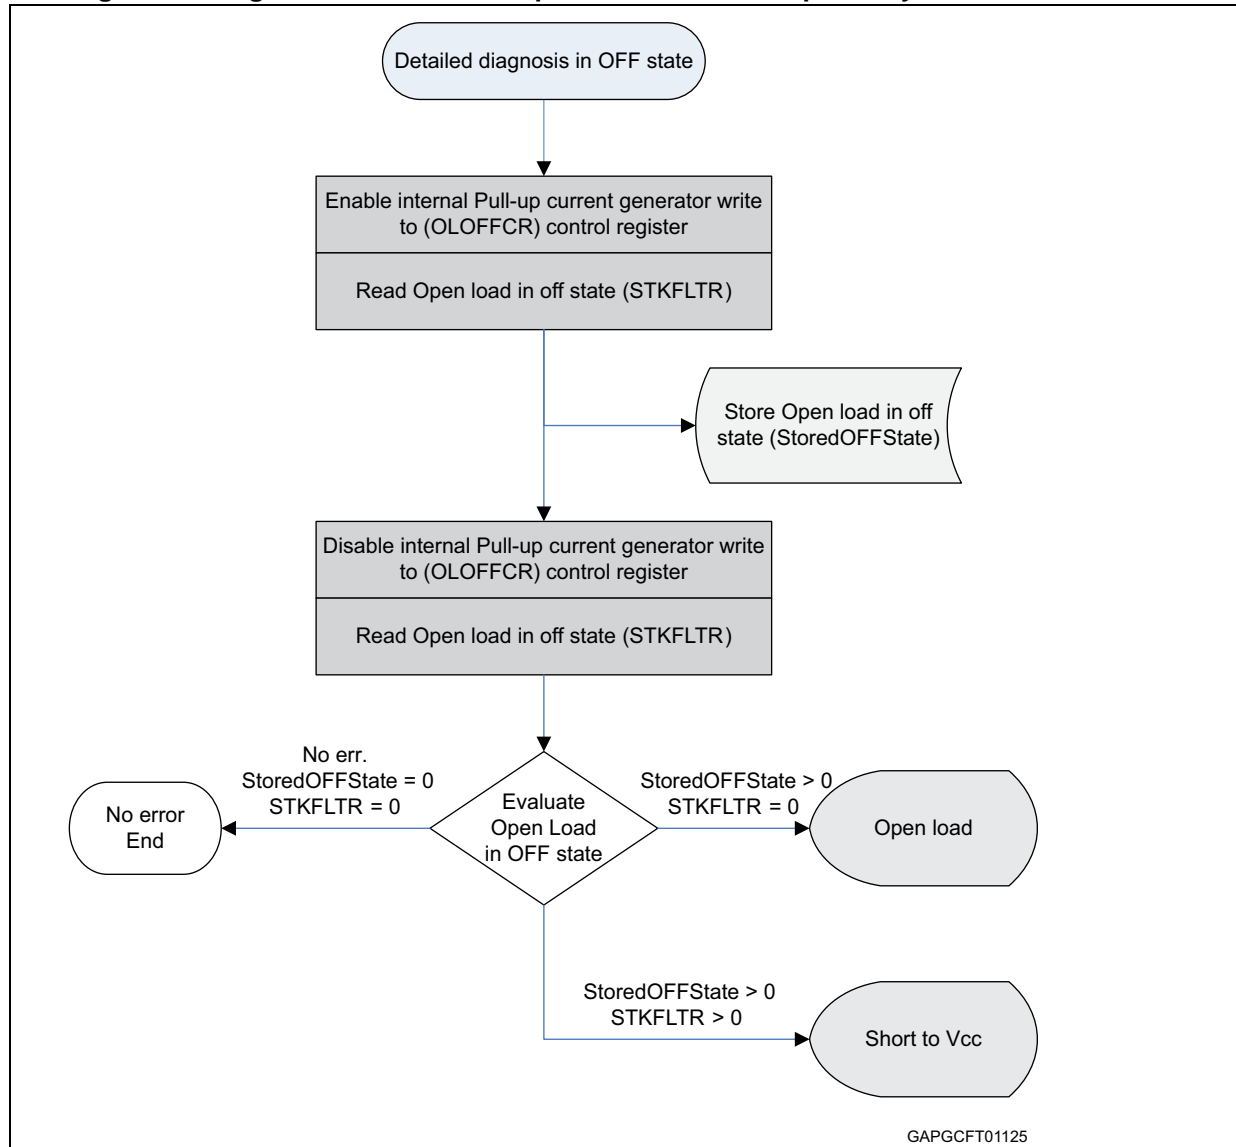 Detailed diagnosis in OFF state
Enable internal Pull-up current generator write
to (OLOFFCR) control register
Read Open load in off state (STKFLTR)
Store Open load in off
state (StoredOFFState)
Disable internal Pull-up current generator write
to (OLOFFCR) control register
Read Open load in off state (STKFLTR)
No err.
StoredOFFState = 0
STKFLTR = 0
StoredOFFState > 0
STKFLTR = 0
Evaluate
Open Load
in OFF state
No error
End
Open load
StoredOFFState > 0
STKFLTR > 0
Short to Vcc
GAPGCFT01125